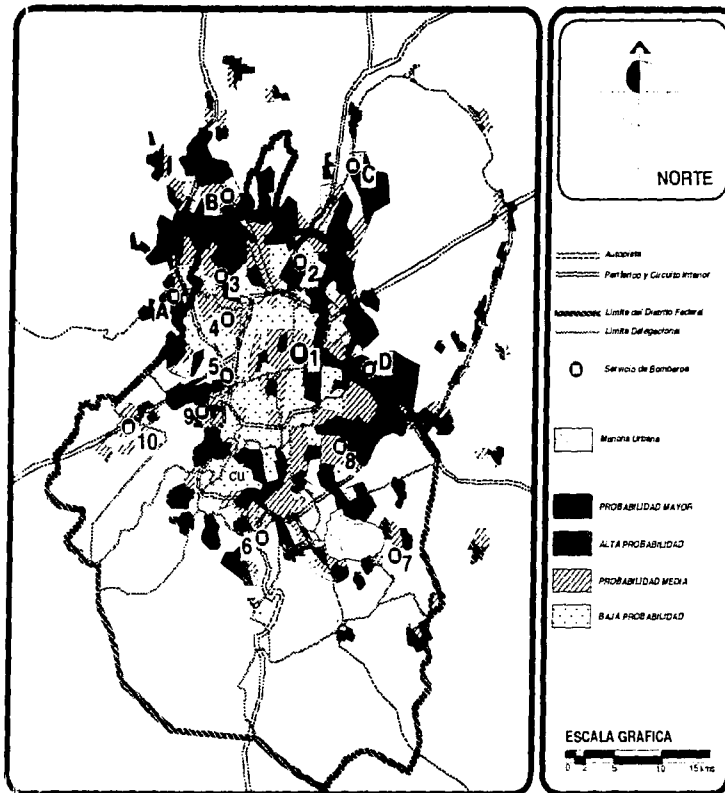 B
C
3
2
A
4
1
5
D
9
10
8
CU
6
7
NORTE
Autopista
Periferico y Circuito Interior
Limite del Distrito Federal
Limite Delegacional
Servicio de Bomberos
Mancha Urbana
PROBABILIDAD MAYOR
ALTA PROBABILIDAD
PROBABILIDAD MEDIA
BAJA PROBABILIDAD
ESCALA GRAFICA
0 2 5 10 15 kms